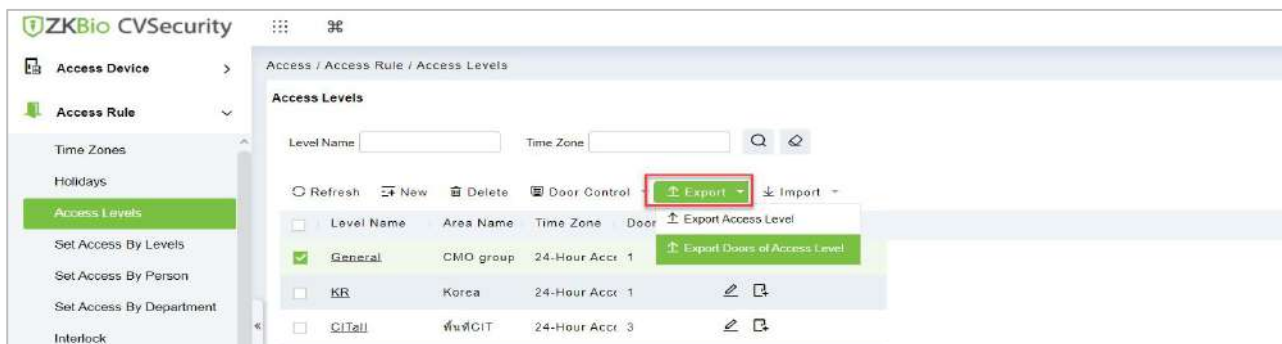 ZKBio CVSecurity
Access Device
Access Rule
Time Zones
Holidays
Access Levels
Set Access By Levels
Set Access By Person
Set Access By Department
Interlock
Access / Access Rule / Access Levels
Access Levels
Level Name Time Zone
Refresh New Delete Door Control Export Import
Export Access Level
Export Doors of Access Level
Level Name Area Name Time Zone Door
General CMO group 24-Hour Acce 1
KR Korea 24-Hour Acce 1
CITall พื้นที่CIT 24-Hour Acce 3